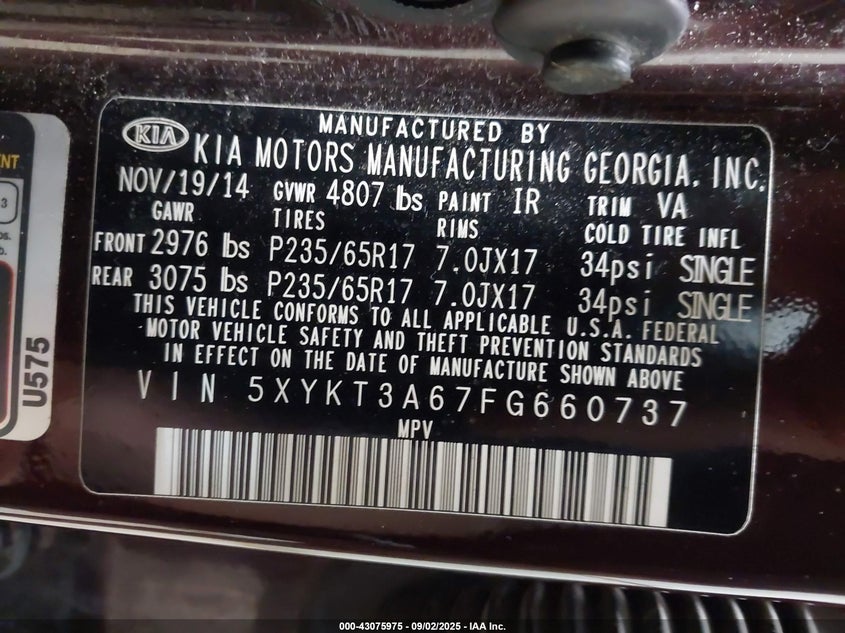 MANUFACTURED BY
KIA KIA MOTORS MANUFACTURING GEORGIA, INC.
NOV/19/14 GVWR 4807 lbs PAINT IR TRIM VA
GAWR TIRES RIMS COLD TIRE INFL
FRONT 2976 lbs P235/65R17 7.0JX17 34psi SINGLE
REAR 3075 lbs P235/65R17 7.0JX17 34psi SINGLE
THIS VEHICLE CONFORMS TO ALL APPLICABLE U.S.A. FEDERAL
MOTOR VEHICLE SAFETY AND THEFT PREVENTION STANDARDS
IN EFFECT ON THE DATE OF MANUFACTURE SHOWN ABOVE
VIN 5XYKT3A67FG660737
MPV
U575
000-43075975 - 09/02/2025 - IAA Inc.